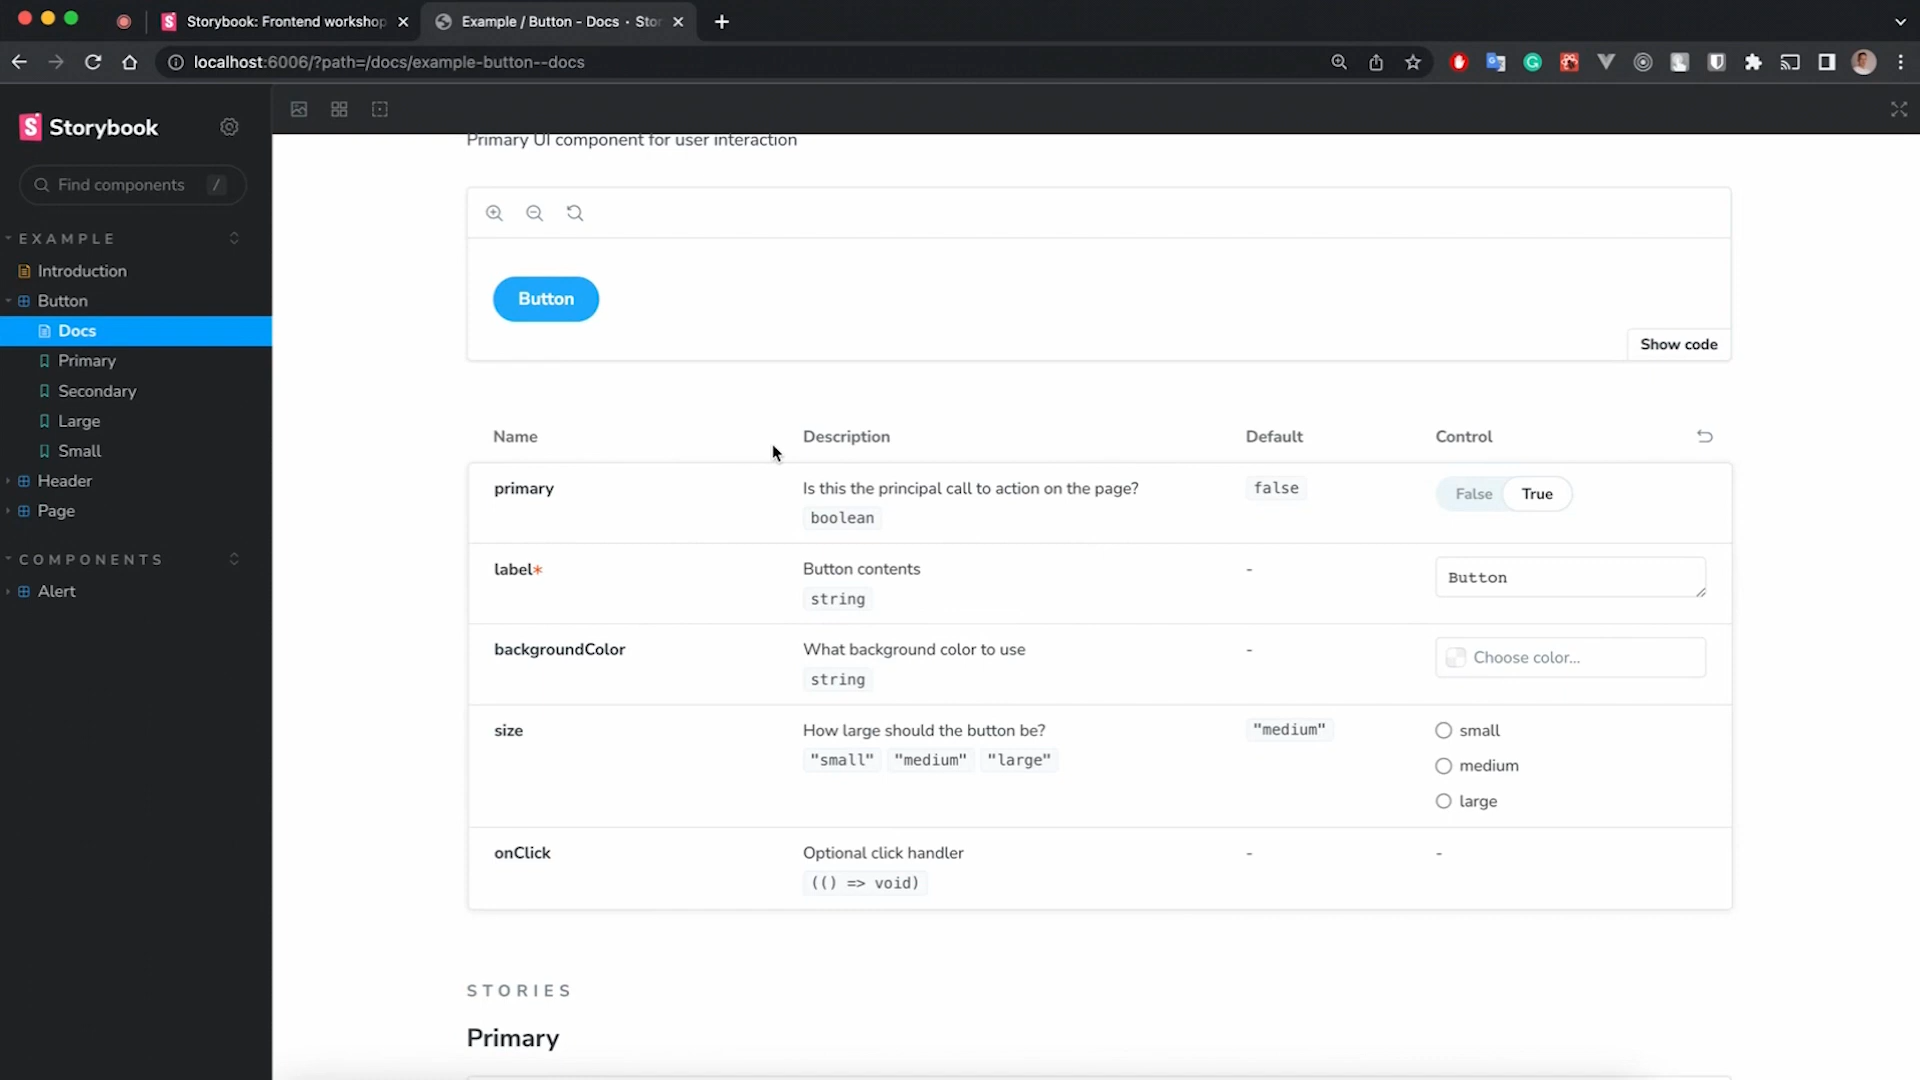 Storybook: Frontend workshop
Example / Button - Docs · Stor
localhost:6006/?path=/docs/example-button--docs
Storybook
Find components /
EXAMPLE
Introduction
Button
Docs
Primary
Secondary
Large
Small
Header
Page
COMPONENTS
Alert
Primary UI component for user interaction
Button
Show code
Name Description Default Control
primary Is this the principal call to action on the page? false False True
boolean
label* Button contents - Button
string
backgroundColor What background color to use - Choose color...
string
size How large should the button be? "medium" small
"small" "medium" "large"
medium
large
onClick Optional click handler - -
(() => void)
STORIES
Primary